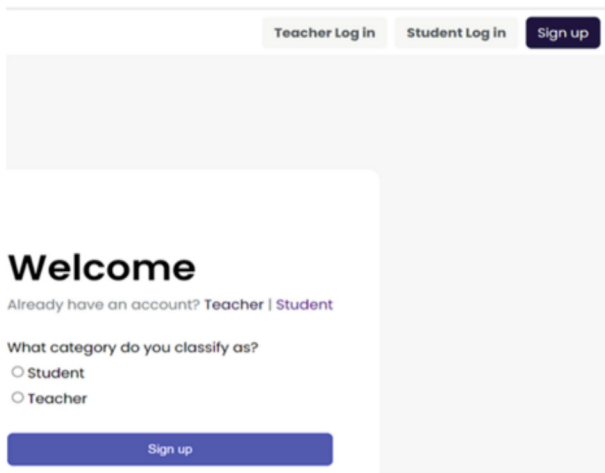 Teacher Log in Student Log in Sign up
Welcome
Already have an account? Teacher | Student
What category do you classify as?
Student
Teacher
Sign up